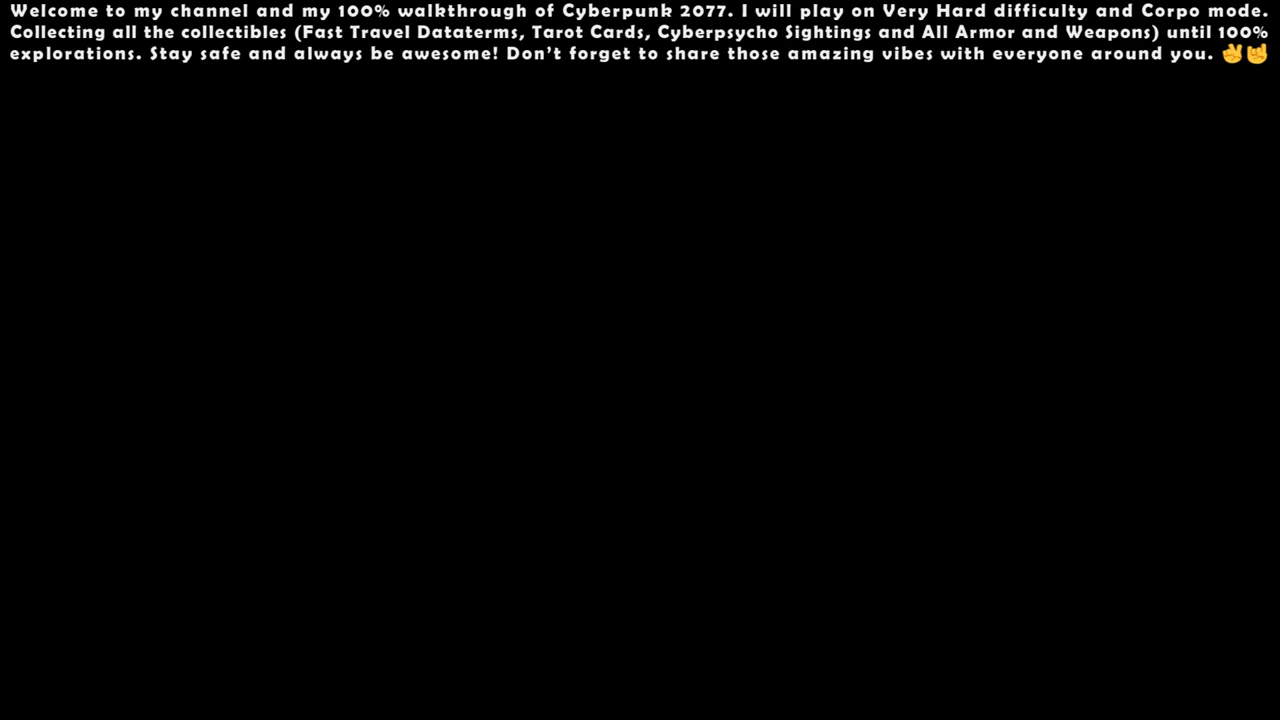 Welcome to my channel and my 100% walkthrough of Cyberpunk 2077. I will play on Very Hard difficulty and Corpo mode.
Collecting all the collectibles (Fast Travel Dataterms, Tarot Cards, Cyberpsycho Sightings and All Armor and Weapons) until 100%
explorations. Stay safe and always be awesome! Don’t forget to share those amazing vibes with everyone around you. ✌🤘